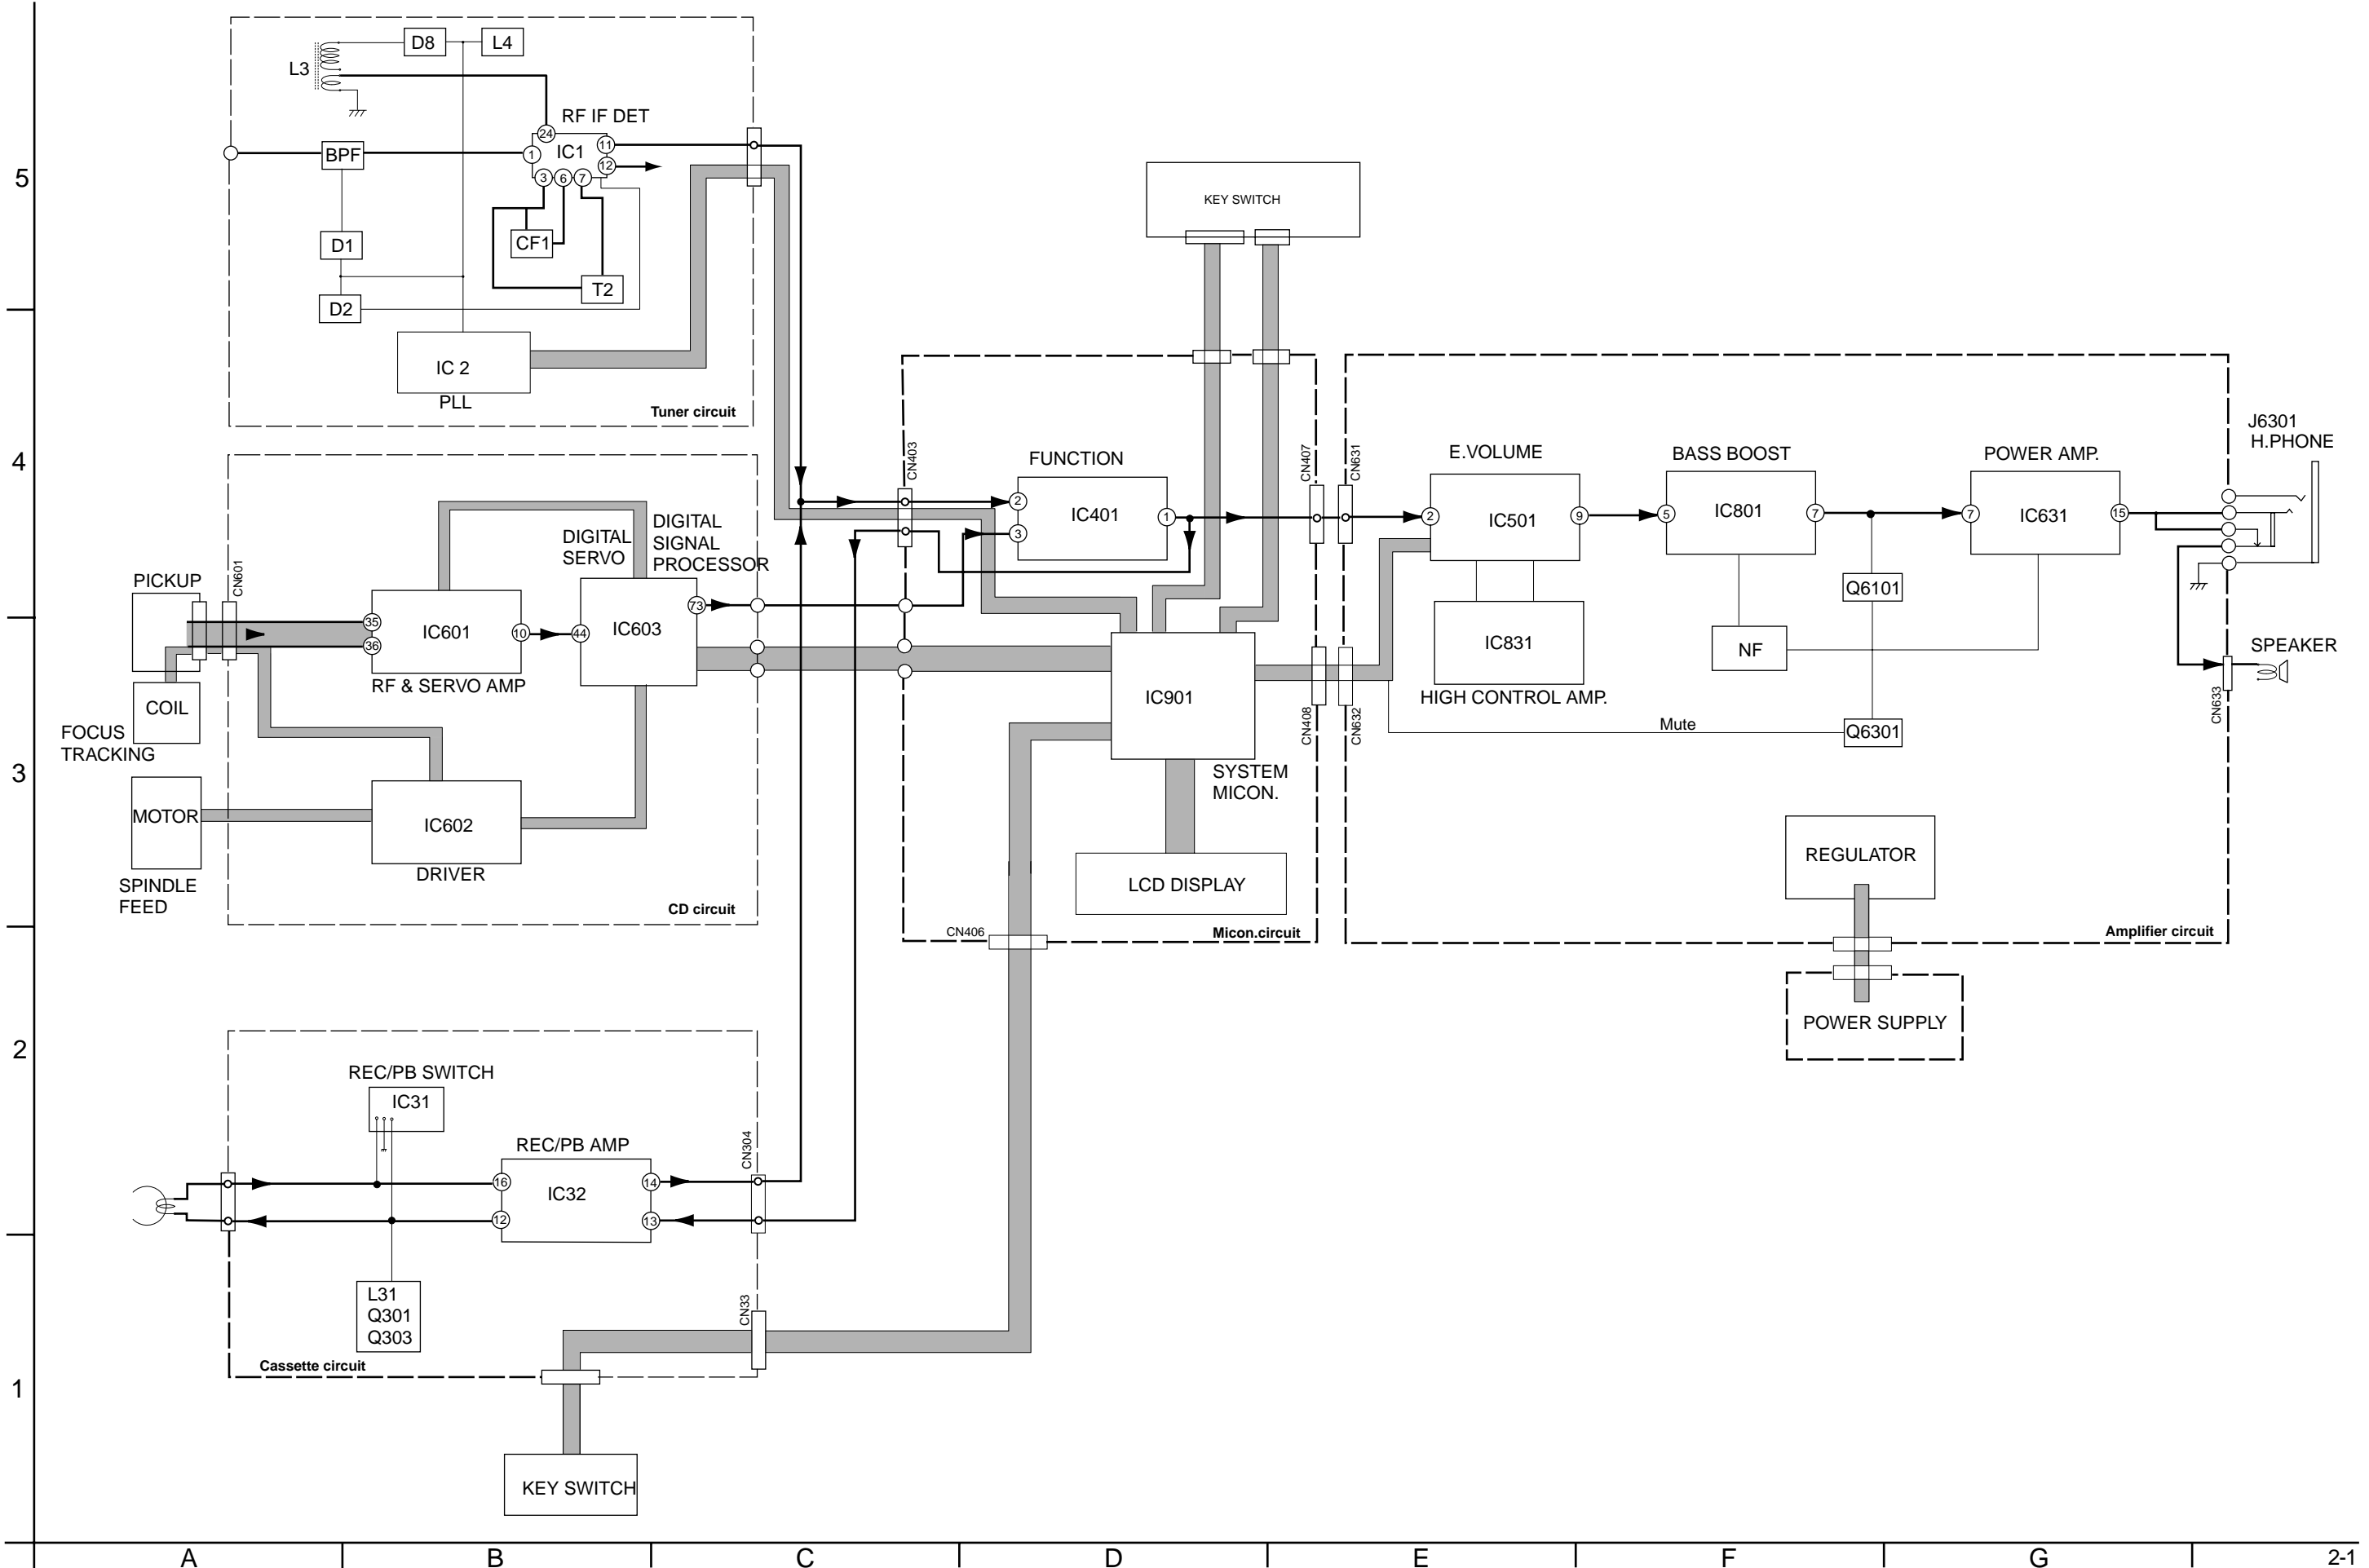 D8
L4
L3
RF IF DET
24
BPF
1
IC1
11
12
3
6
7
D1
CF1
T2
D2
IC 2
PLL
Tuner circuit
KEY SWITCH
5
4
3
2
1
PICKUP
CN601
COIL
FOCUS
TRACKING
MOTOR
SPINDLE
FEED
35
36
IC601
10
RF & SERVO AMP
DIGITAL
SERVO
DIGITAL
SIGNAL
PROCESSOR
44
IC603
73
IC602
DRIVER
CD circuit
CN403
FUNCTION
2
3
IC401
1
CN407
IC901
SYSTEM
MICON.
CN408
LCD DISPLAY
CN406
Micon.circuit
CN631
CN632
E.VOLUME
2
IC501
9
IC831
HIGH CONTROL AMP.
Mute
BASS BOOST
5
IC801
7
NF
Q6101
Q6301
POWER AMP.
7
IC631
15
J6301
H.PHONE
SPEAKER
CN633
REGULATOR
Amplifier circuit
POWER SUPPLY
REC/PB SWITCH
IC31
REC/PB AMP
16
12
IC32
14
13
CN304
L31
Q301
Q303
CN33
Cassette circuit
KEY SWITCH
A
B
C
D
E
F
G
2-1